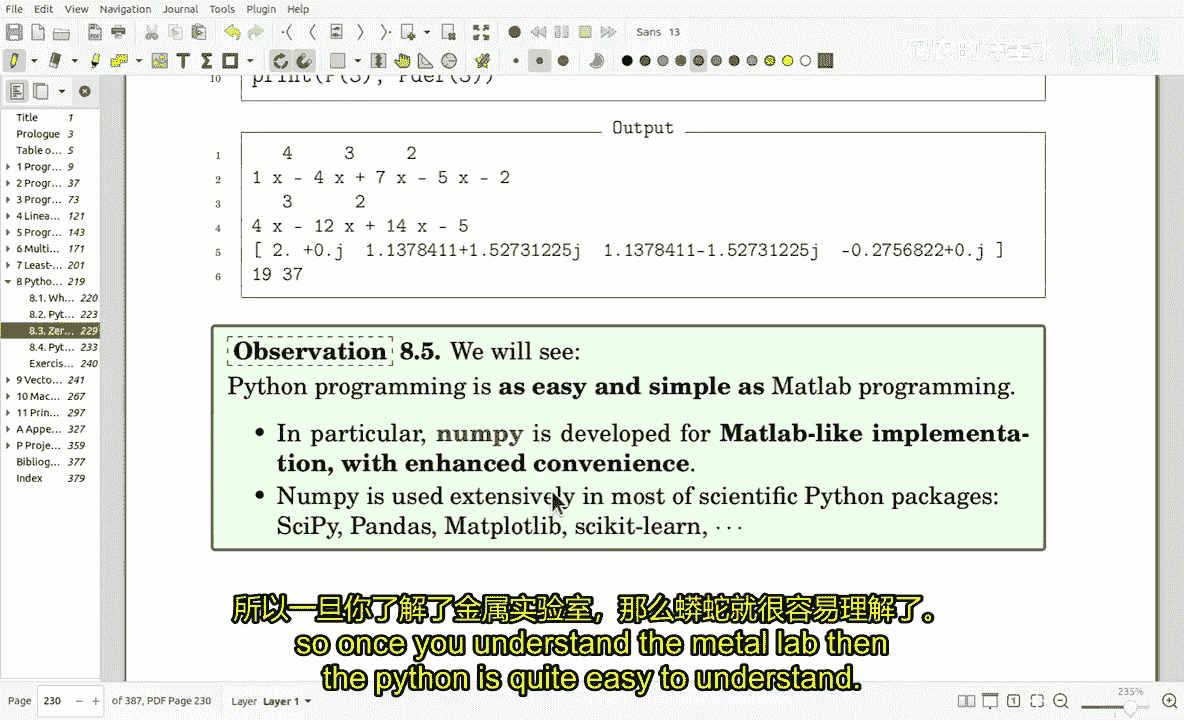 File Edit View Navigation Journal Tools Plugin Help
Sans 13
Title 1
Prologue 3
Table o... 5
1 Progr... 9
2 Progr... 37
3 Progr... 73
4 Linea... 121
5 Progr... 143
6 Multi... 171
7 Least-... 201
8 Pytho... 219
8.1. Wh... 220
8.2. Pyt... 223
8.3. Zer... 229
8.4. Pyt... 233
Exercis... 240
9 Vecto... 241
10 Mac... 267
11 Prin... 297
A Appe... 327
P Proje... 359
Bibliog... 377
Index 379
10 print(P(3), Pder(3))
Output
1 4 3 2
2 1 x - 4 x + 7 x - 5 x - 2
3 3 2
4 4 x - 12 x + 14 x - 5
5 [ 2. +0.j 1.1378411+1.52731225j 1.1378411-1.52731225j -0.2756822+0.j ]
6 19 37
Observation 8.5. We will see:
Python programming is as easy and simple as Matlab programming.
• In particular, numpy is developed for Matlab-like implementa-
tion, with enhanced convenience.
• Numpy is used extensively in most of scientific Python packages:
SciPy, Pandas, Matplotlib, scikit-learn, ···
所以一旦你了解了金属实验室，那么蟒蛇就很容易理解了。
so once you understand the metal lab then
the python is quite easy to understand.
Page 230 − + of 387, PDF Page 230 Layer Layer 1
235%